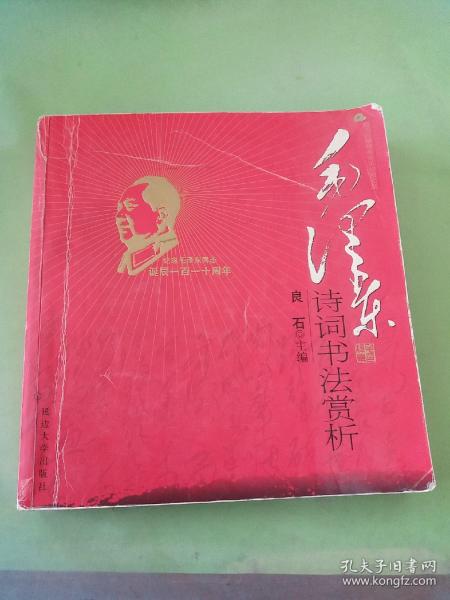 毛泽东
诗词书法赏析
良石◎主编
纪念毛泽东同志
诞辰一百一十周年
延边大学出版社
孔夫子旧书网
www.kongfz.com